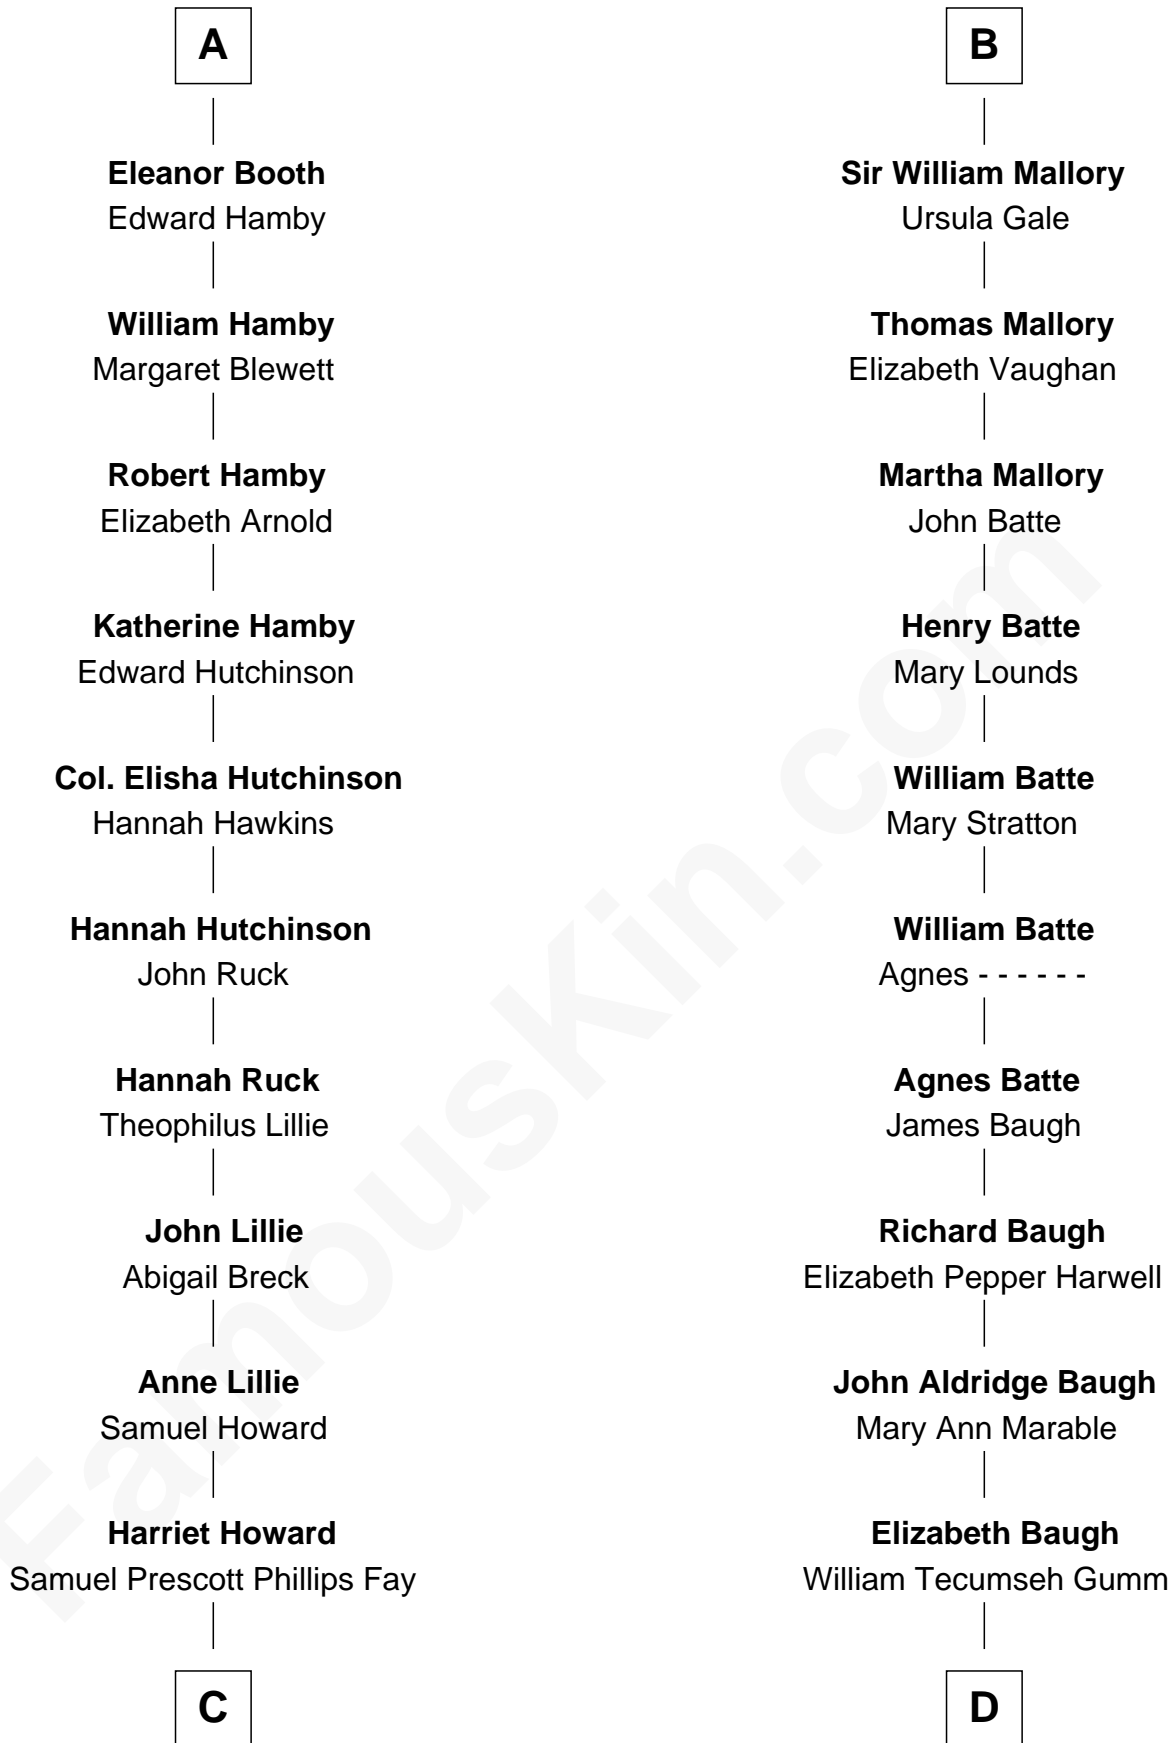 A
Eleanor Booth
Edward Hamby
William Hamby
Margaret Blewett
Robert Hamby
Elizabeth Arnold
Katherine Hamby
Edward Hutchinson
Col. Elisha Hutchinson
Hannah Hawkins
Hannah Hutchinson
John Ruck
Hannah Ruck
Theophilus Lillie
John Lillie
Abigail Breck
Anne Lillie
Samuel Howard
Harriet Howard
Samuel Prescott Phillips Fay
C
B
Sir William Mallory
Ursula Gale
Thomas Mallory
Elizabeth Vaughan
Martha Mallory
John Batte
Henry Batte
Mary Lounds
William Batte
Mary Stratton
William Batte
Agnes - - - - - -
Agnes Batte
James Baugh
Richard Baugh
Elizabeth Pepper Harwell
John Aldridge Baugh
Mary Ann Marable
Elizabeth Baugh
William Tecumseh Gumm
D
FamousKin.com